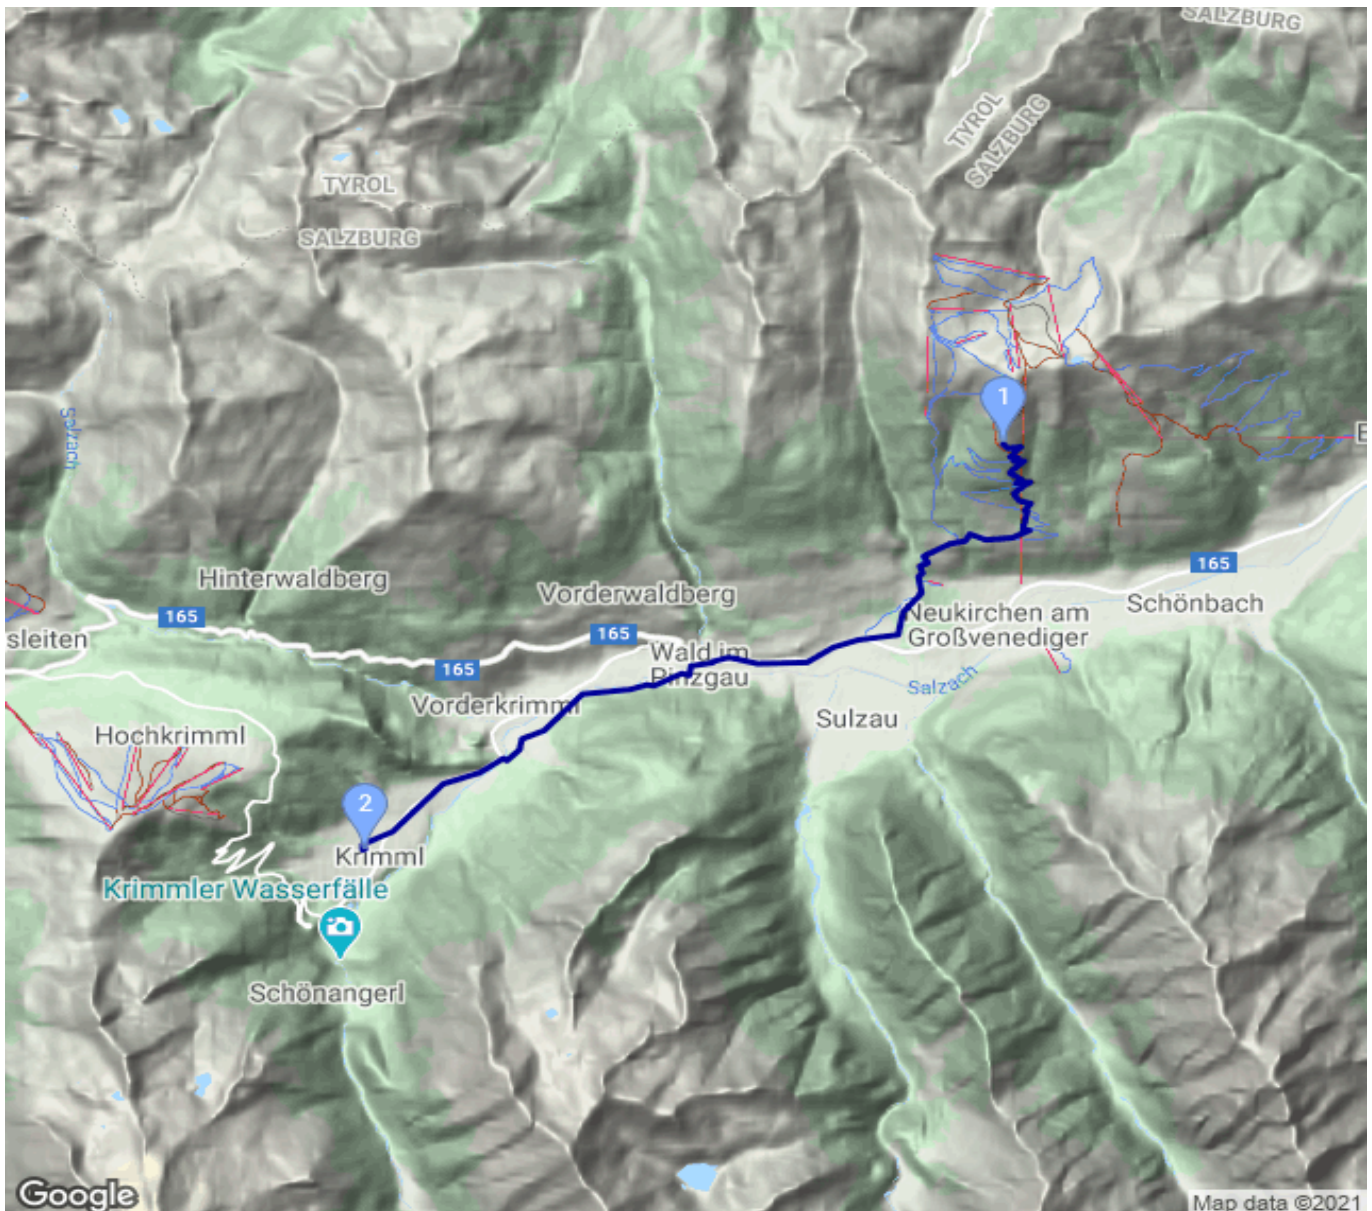 SALZBURG
TYROL
SALZBURG
TYROL
SALZBURG
Salzach
1
165
Hinterwaldberg
Vorderwaldberg
Schönbach
165
165
Neukirchen am
Großvenediger
sleiten
165
Wald im
Pinzgau
Salzach
Vorderkrimml
Sulzau
Hochkrimml
2
Krimml
Krimmler Wasserfälle
Schönangerl
Google
Map data ©2021